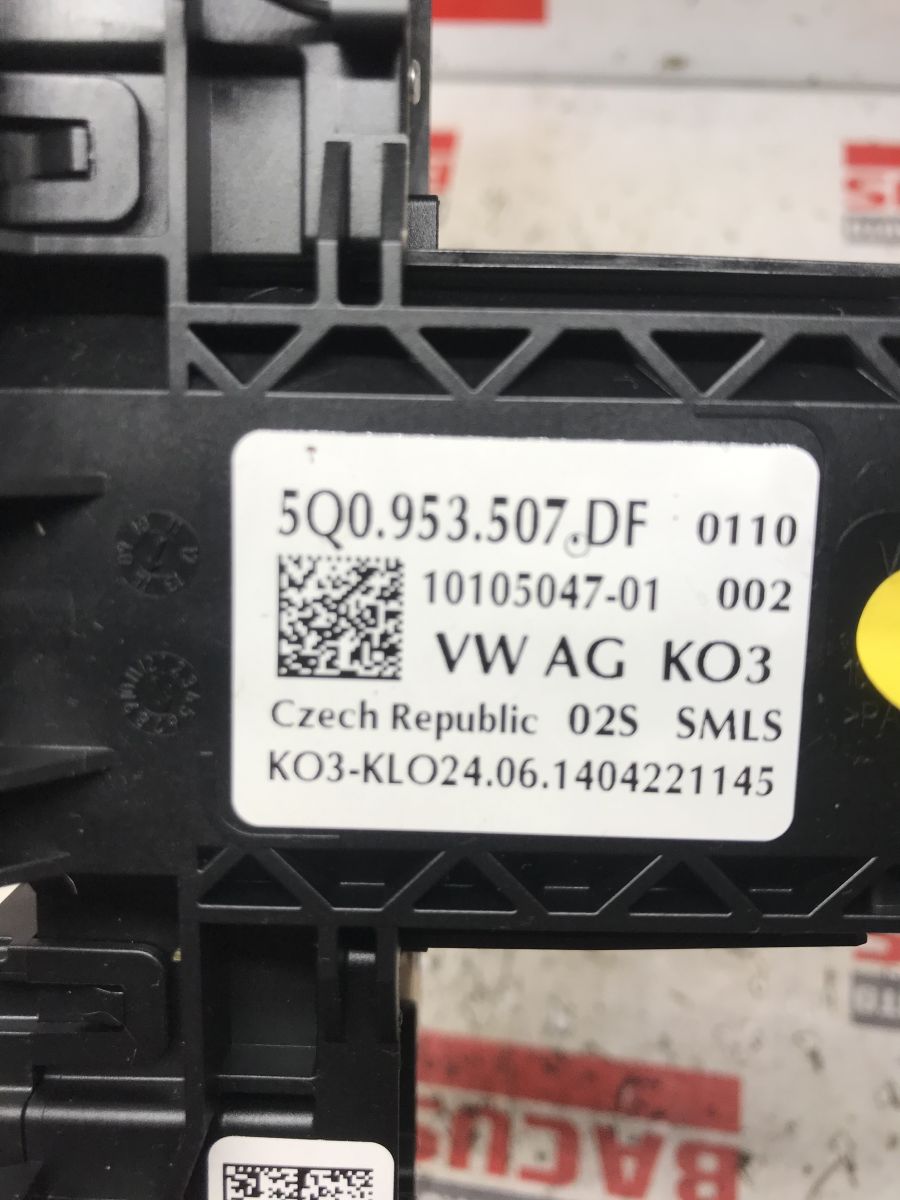 5Q0.953.507.DF 0110
10105047-01 002
VW AG KO3
Czech Republic 02S SMLS
KO3-KLO24.06.1404221145
BACUS